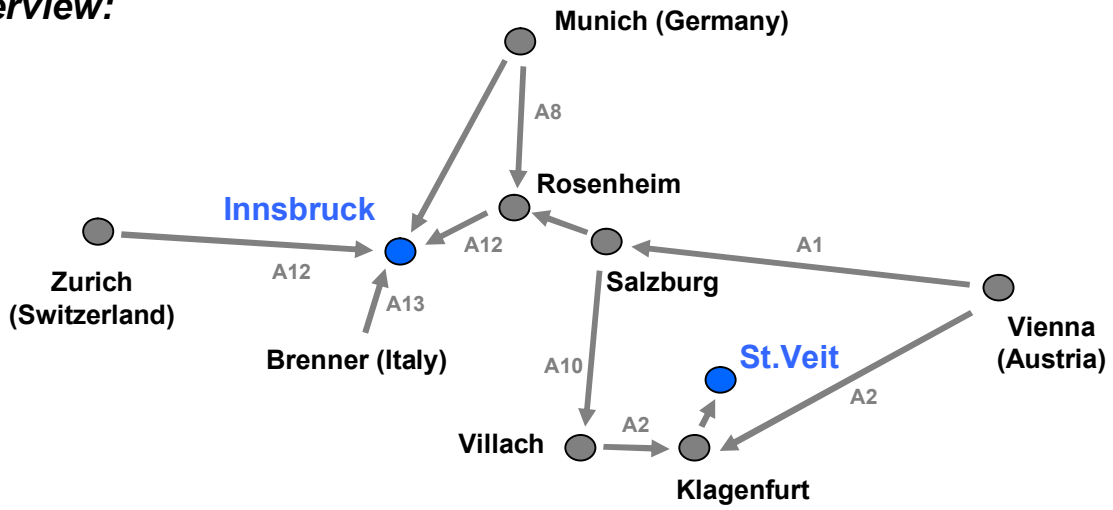 erview:
Munich (Germany)
A8
Rosenheim
Innsbruck
A12
A1
A12
Salzburg
Zurich
(Switzerland)
A13
Vienna
(Austria)
Brenner (Italy)
St.Veit
A10
A2
A2
Villach
Klagenfurt